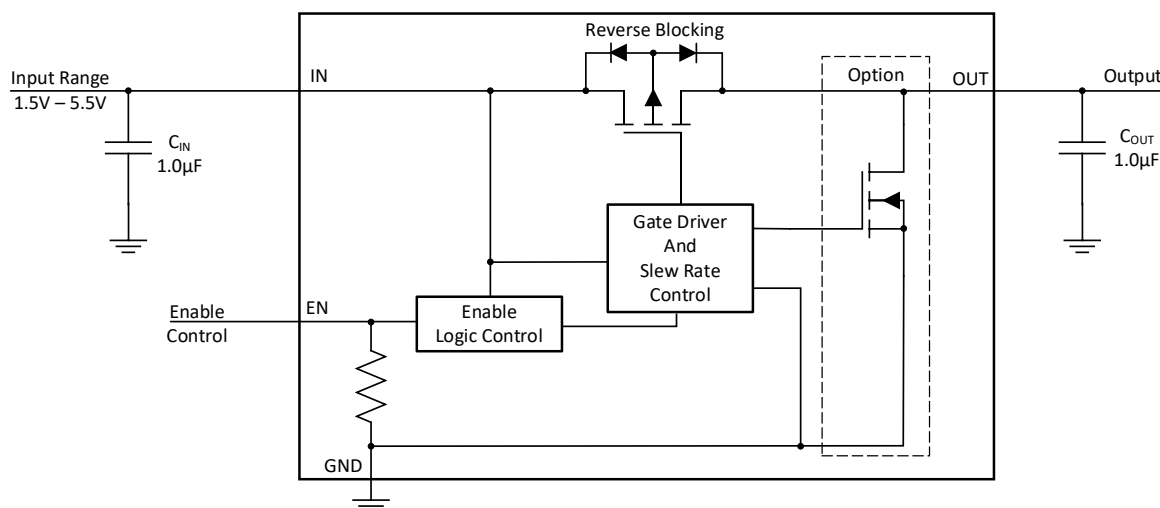 Reverse Blocking
Input Range
1.5V – 5.5V
IN
Option
OUT
Output
CIN
1.0µF
COUT
1.0µF
Gate Driver
And
Slew Rate
Control
Enable
Control
EN
Enable
Logic Control
GND